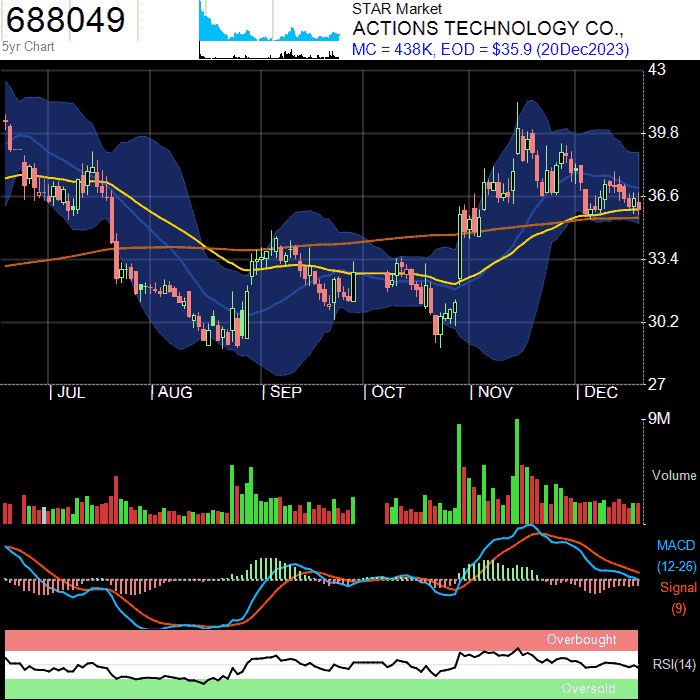 688049
5yr Chart
STAR Market
ACTIONS TECHNOLOGY CO.,
MC = 438K, EOD = $35.9 (20Dec2023)
43
39.8
36.6
33.4
30.2
27
JUL AUG SEP OCT NOV DEC
9M
Volume
MACD
(12-26)
Signal
(9)
Overbought
RSI(14)
Oversold